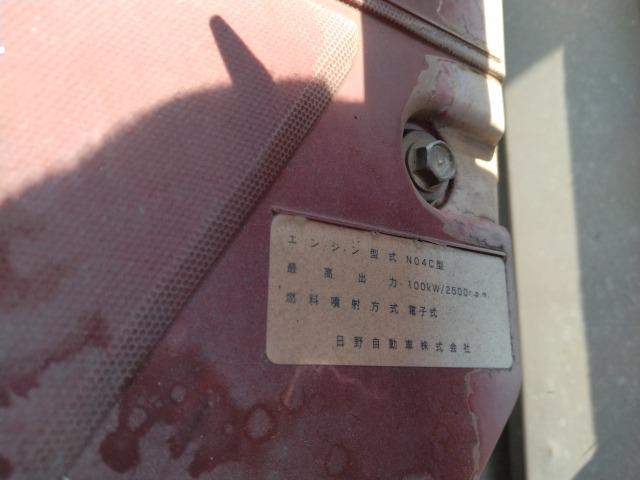 エンジン型式 N04C型
最高出力 100kW/2500r.p.m.
燃料噴射方式 電子式
日野自動車株式会社